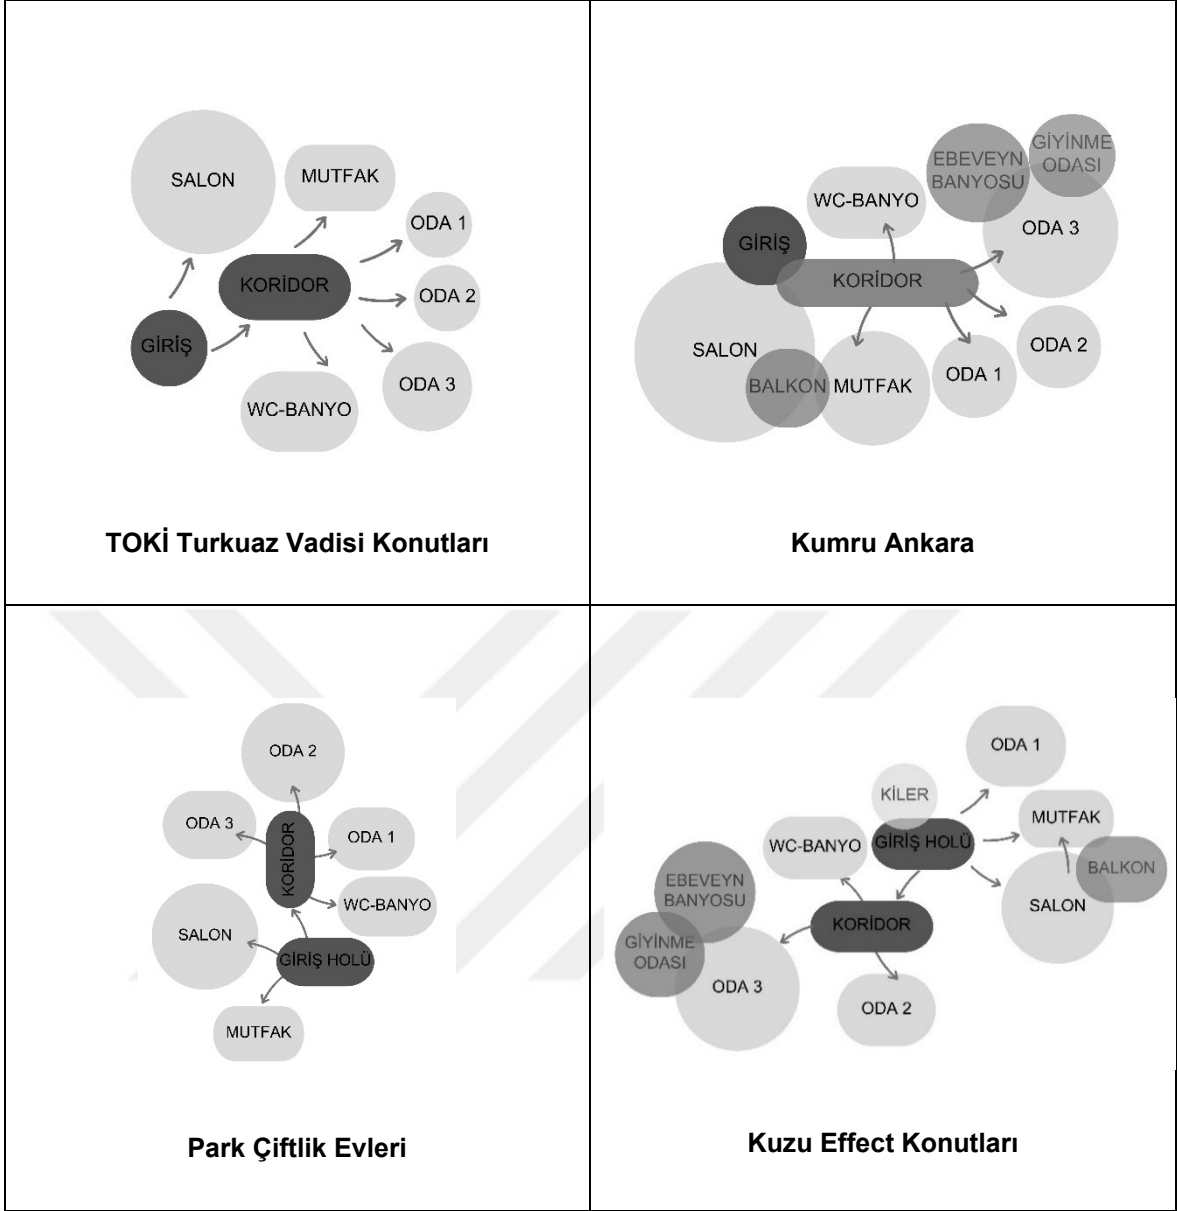 SALON
MUTFAK
ODA 1
KORİDOR
ODA 2
GİRİŞ
ODA 3
WC-BANYO
TOKİ Turkuaz Vadisi Konutları
GİYİNME
ODASI
EBEVEYN
BANYOSU
WC-BANYO
ODA 3
GİRİŞ
KORİDOR
SALON
ODA 2
ODA 1
BALKON
MUTFAK
Kumru Ankara
ODA 2
ODA 3
KORİDOR
ODA 1
WC-BANYO
SALON
GİRİŞ HOLÜ
MUTFAK
Park Çiftlik Evleri
ODA 1
KİLER
MUTFAK
WC-BANYO
GİRİŞ HOLÜ
BALKON
EBEVEYN
BANYOSU
SALON
KORİDOR
GİYİNME
ODASI
ODA 3
ODA 2
Kuzu Effect Konutları